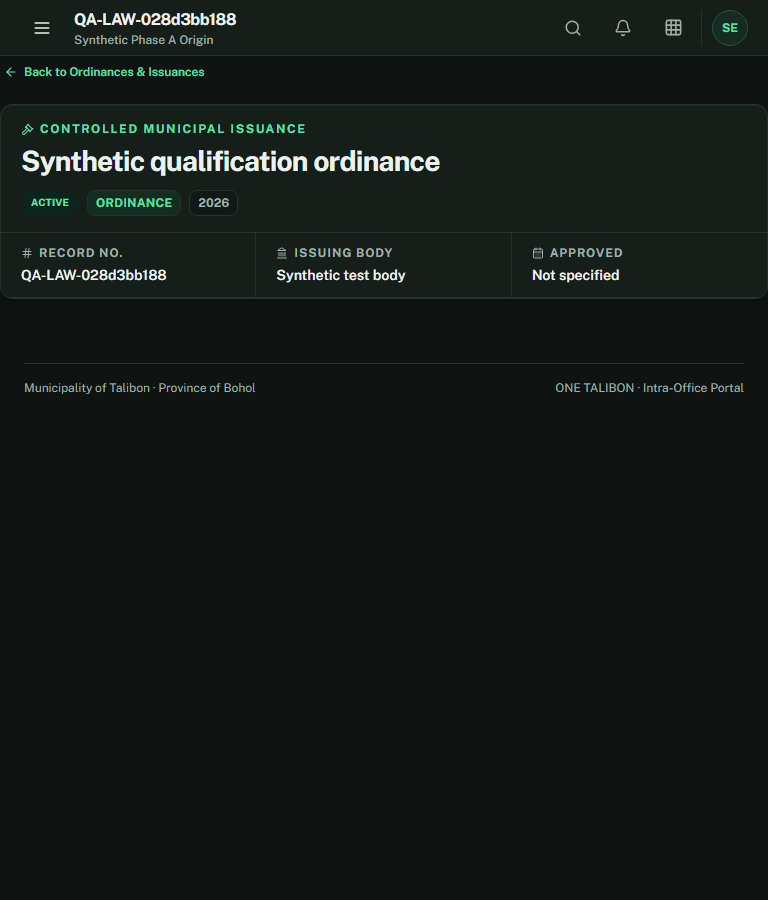 QA-LAW-028d3bb188
Synthetic Phase A Origin
SE
Back to Ordinances & Issuances
CONTROLLED MUNICIPAL ISSUANCE
Synthetic qualification ordinance
ACTIVE ORDINANCE 2026
RECORD NO.
QA-LAW-028d3bb188
ISSUING BODY
Synthetic test body
APPROVED
Not specified
Municipality of Talibon · Province of Bohol
ONE TALIBON · Intra-Office Portal